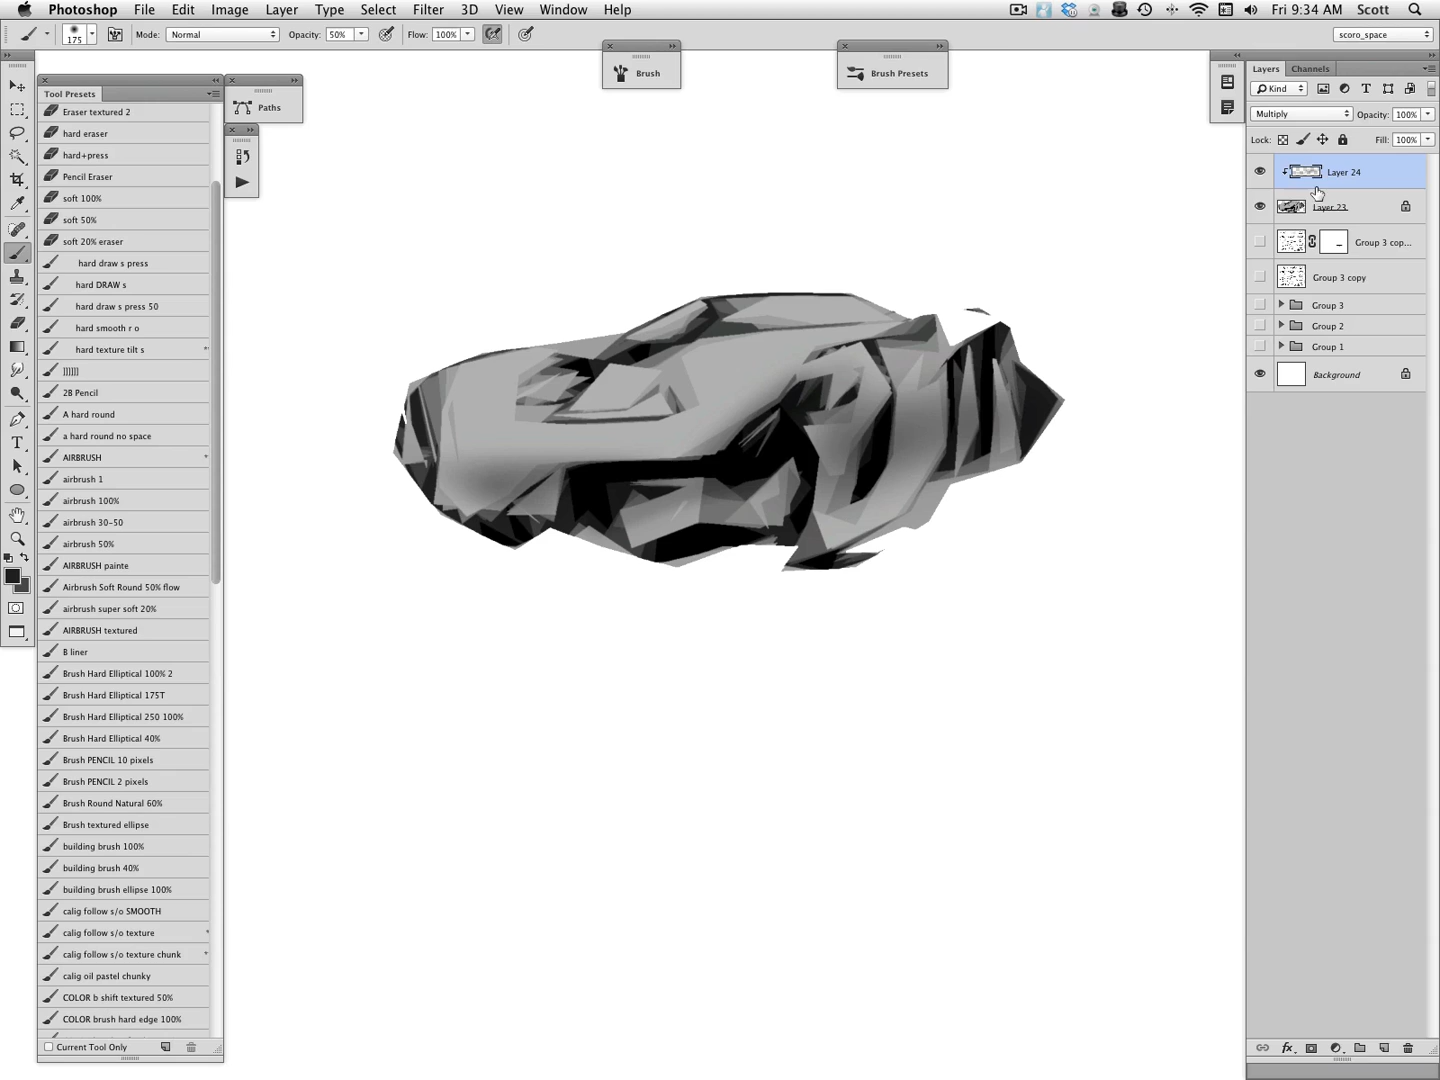 Photoshop File Edit Image Layer Type Select Filter 3D View Window Help Fri 9:34 AM Scott
175 Mode: Normal Opacity: 50% Flow: 100% scoro_space
Brush
Brush Presets
Tool Presets
Paths
Eraser textured 2
hard eraser
hard+press
Pencil Eraser
soft 100%
soft 50%
soft 20% eraser
hard draw s press
hard DRAW s
hard draw s press 50
hard smooth r o
hard texture tilt s
]]]]]]
2B Pencil
A hard round
a hard round no space
AIRBRUSH
airbrush 1
airbrush 100%
airbrush 30-50
airbrush 50%
AIRBRUSH painte
Airbrush Soft Round 50% flow
airbrush super soft 20%
AIRBRUSH textured
B liner
Brush Hard Elliptical 100% 2
Brush Hard Elliptical 175T
Brush Hard Elliptical 250 100%
Brush Hard Elliptical 40%
Brush PENCIL 10 pixels
Brush PENCIL 2 pixels
Brush Round Natural 60%
Brush textured ellipse
building brush 100%
building brush 40%
building brush ellipse 100%
calig follow s/o SMOOTH
calig follow s/o texture
calig follow s/o texture chunk
calig oil pastel chunky
COLOR b shift textured 50%
COLOR brush hard edge 100%
Current Tool Only
Layers Channels
Kind
Multiply Opacity: 100%
Lock: Fill: 100%
Layer 24
Layer 23
Group 3 cop...
Group 3 copy
Group 3
Group 2
Group 1
Background
fx